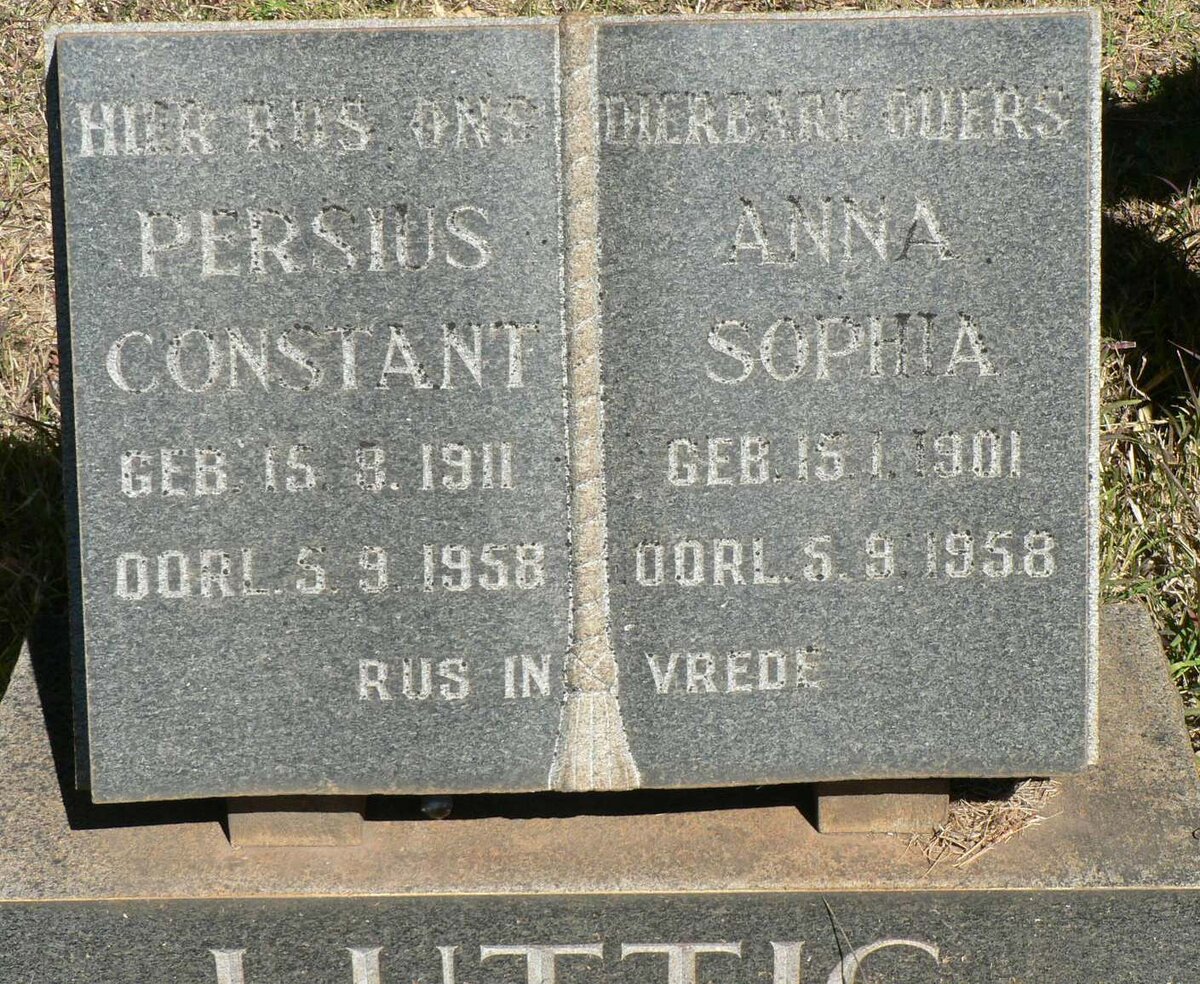 HIER RUS ONS DIERBARE OUERS
PERSIUS
CONSTANT
GEB. 15. 8. 1911
OORL. 5. 9. 1958
ANNA
SOPHIA
GEB. 15. 1. 1901
OORL. 5. 9. 1958
RUS IN VREDE
LUTTIG